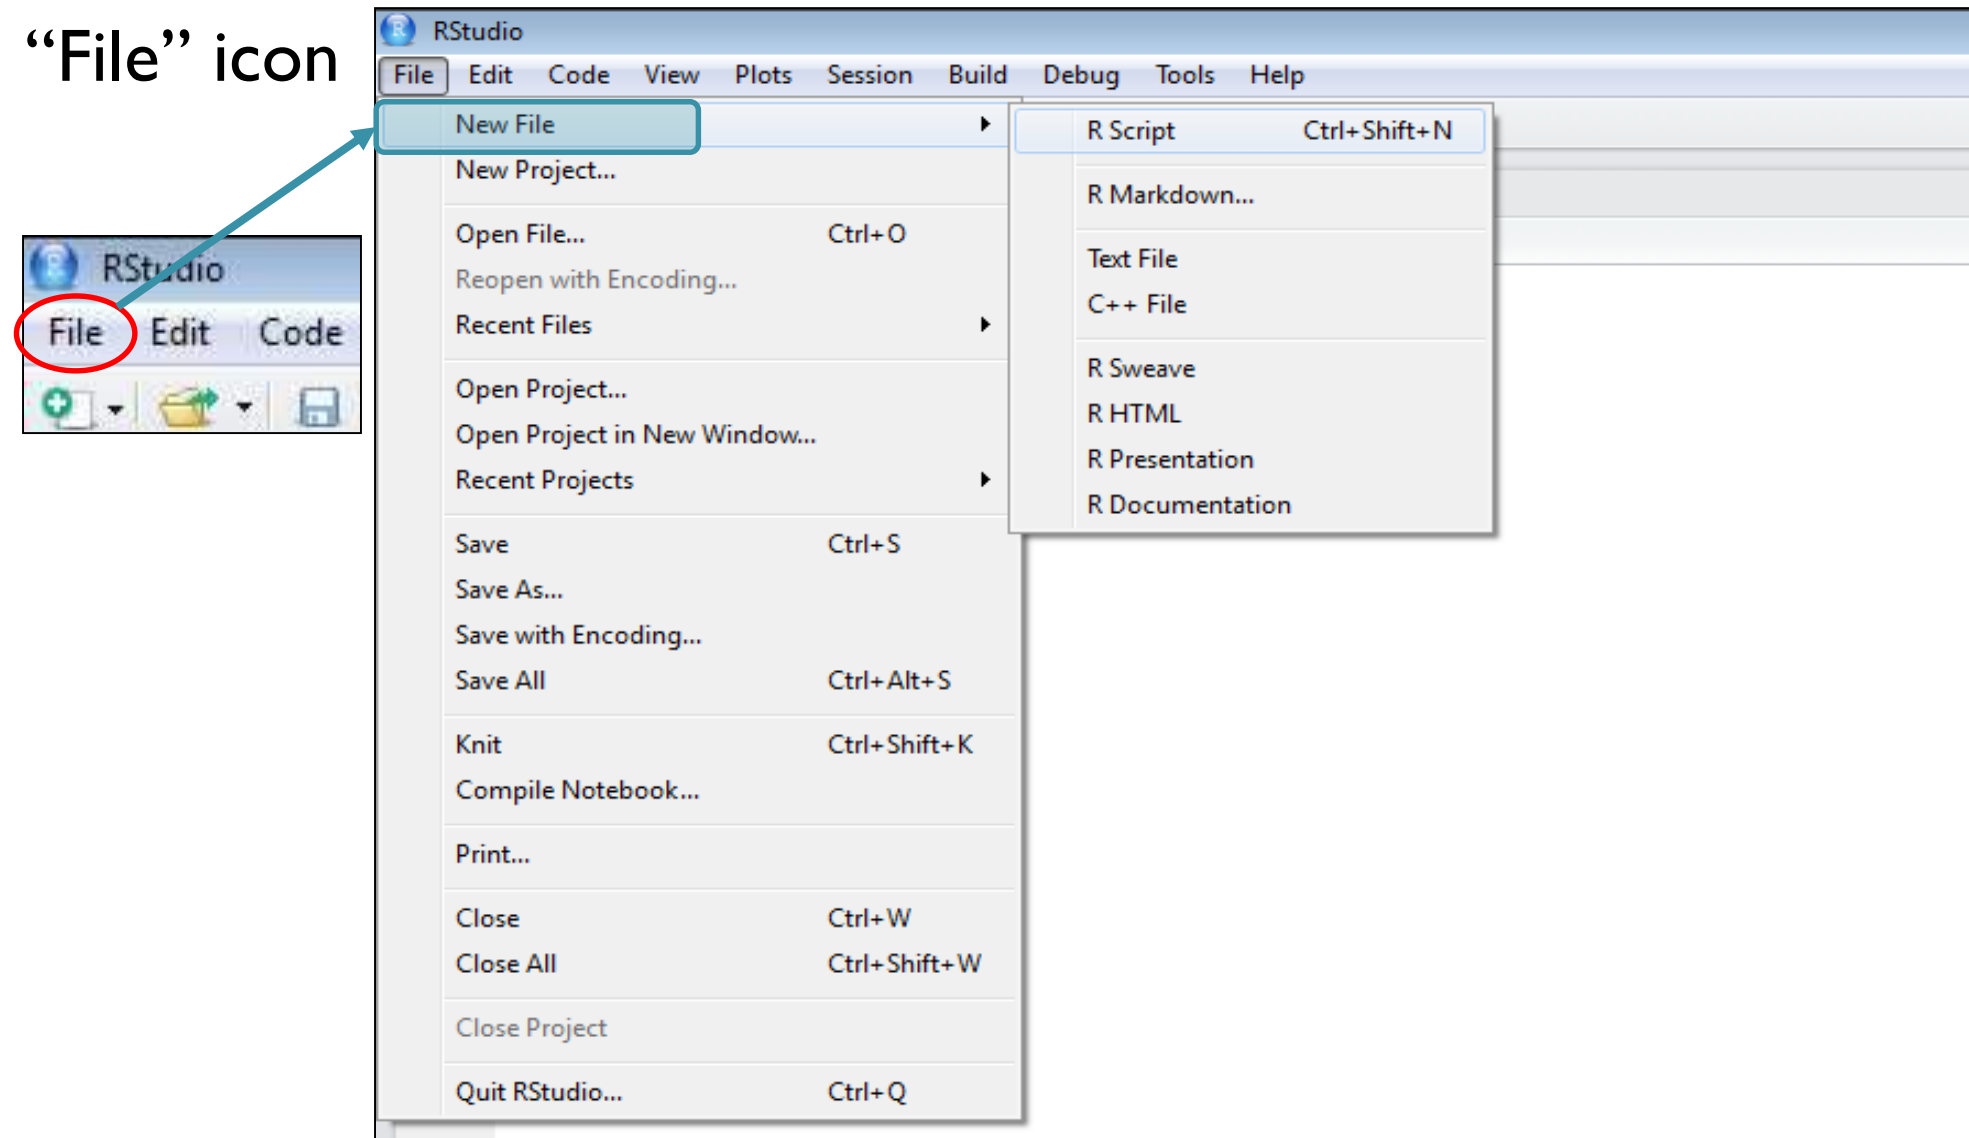 “File” icon
RStudio
File Edit Code
RStudio
File Edit Code View Plots Session Build Debug Tools Help
New File
New Project...
Open File... Ctrl+O
Reopen with Encoding...
Recent Files
Open Project...
Open Project in New Window...
Recent Projects
Save Ctrl+S
Save As...
Save with Encoding...
Save All Ctrl+Alt+S
Knit Ctrl+Shift+K
Compile Notebook...
Print...
Close Ctrl+W
Close All Ctrl+Shift+W
Close Project
Quit RStudio... Ctrl+Q
R Script Ctrl+Shift+N
R Markdown...
Text File
C++ File
R Sweave
R HTML
R Presentation
R Documentation